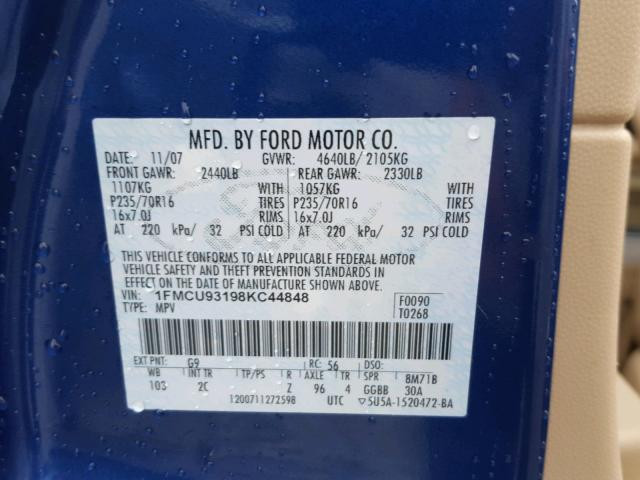 MFD. BY FORD MOTOR CO.
DATE: 11/07 GVWR: 4640LB/ 2105KG
FRONT GAWR: 2440LB REAR GAWR: 2330LB
1107KG WITH 1057KG WITH
P235/70R16 TIRES P235/70R16 TIRES
16x7.0J RIMS 16x7.0J RIMS
AT 220 kPa/ 32 PSI COLD AT 220 kPa/ 32 PSI COLD
THIS VEHICLE CONFORMS TO ALL APPLICABLE FEDERAL MOTOR
VEHICLE SAFETY AND THEFT PREVENTION STANDARDS IN
EFFECT ON THE DATE OF MANUFACTURE SHOWN ABOVE.
VIN: 1FMCU93198KC44848 F0090
TYPE: MPV T0268
EXT PNT: G9 RC: 56 DSO:
WB INT TR TP/PS R AXLE TR SPR 8M71B
103 2C Z 96 4 GGBB 30A
1200711272598 UTC ▽5U5A-1520472-BA